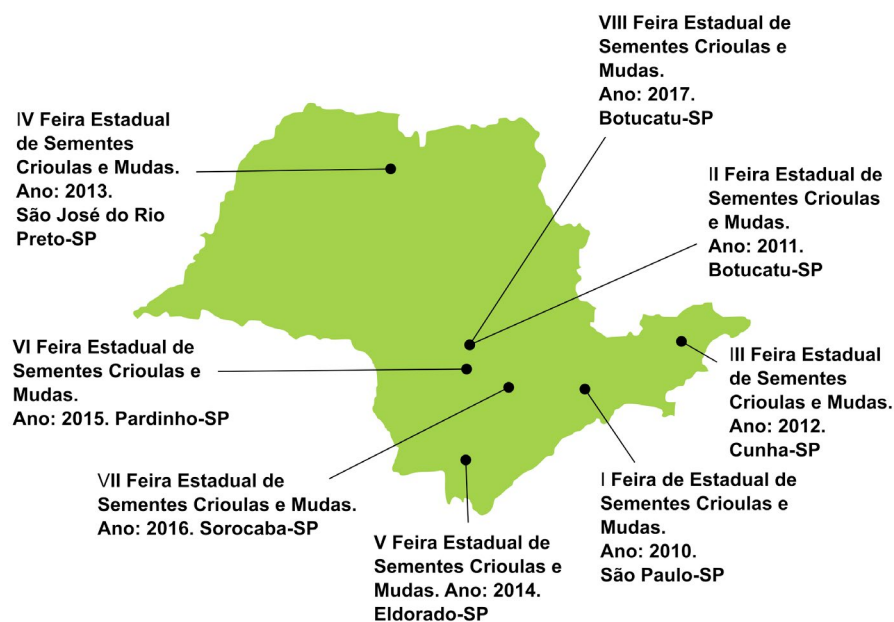 VIII Feira Estadual de
Sementes Crioulas e
Mudas.
Ano: 2017.
Botucatu-SP
IV Feira Estadual
de Sementes
Crioulas e Mudas.
Ano: 2013.
São José do Rio
Preto-SP
II Feira Estadual de
Sementes Crioulas
e Mudas.
Ano: 2011.
Botucatu-SP
VI Feira Estadual de
Sementes Crioulas e
Mudas.
Ano: 2015. Pardinho-SP
III Feira Estadual
de Sementes
Crioulas e Mudas.
Ano: 2012.
Cunha-SP
VII Feira Estadual de
Sementes Crioulas e Mudas.
Ano: 2016. Sorocaba-SP
I Feira de Estadual de
Sementes Crioulas e
Mudas.
Ano: 2010.
São Paulo-SP
V Feira Estadual de
Sementes Crioulas e
Mudas. Ano: 2014.
Eldorado-SP